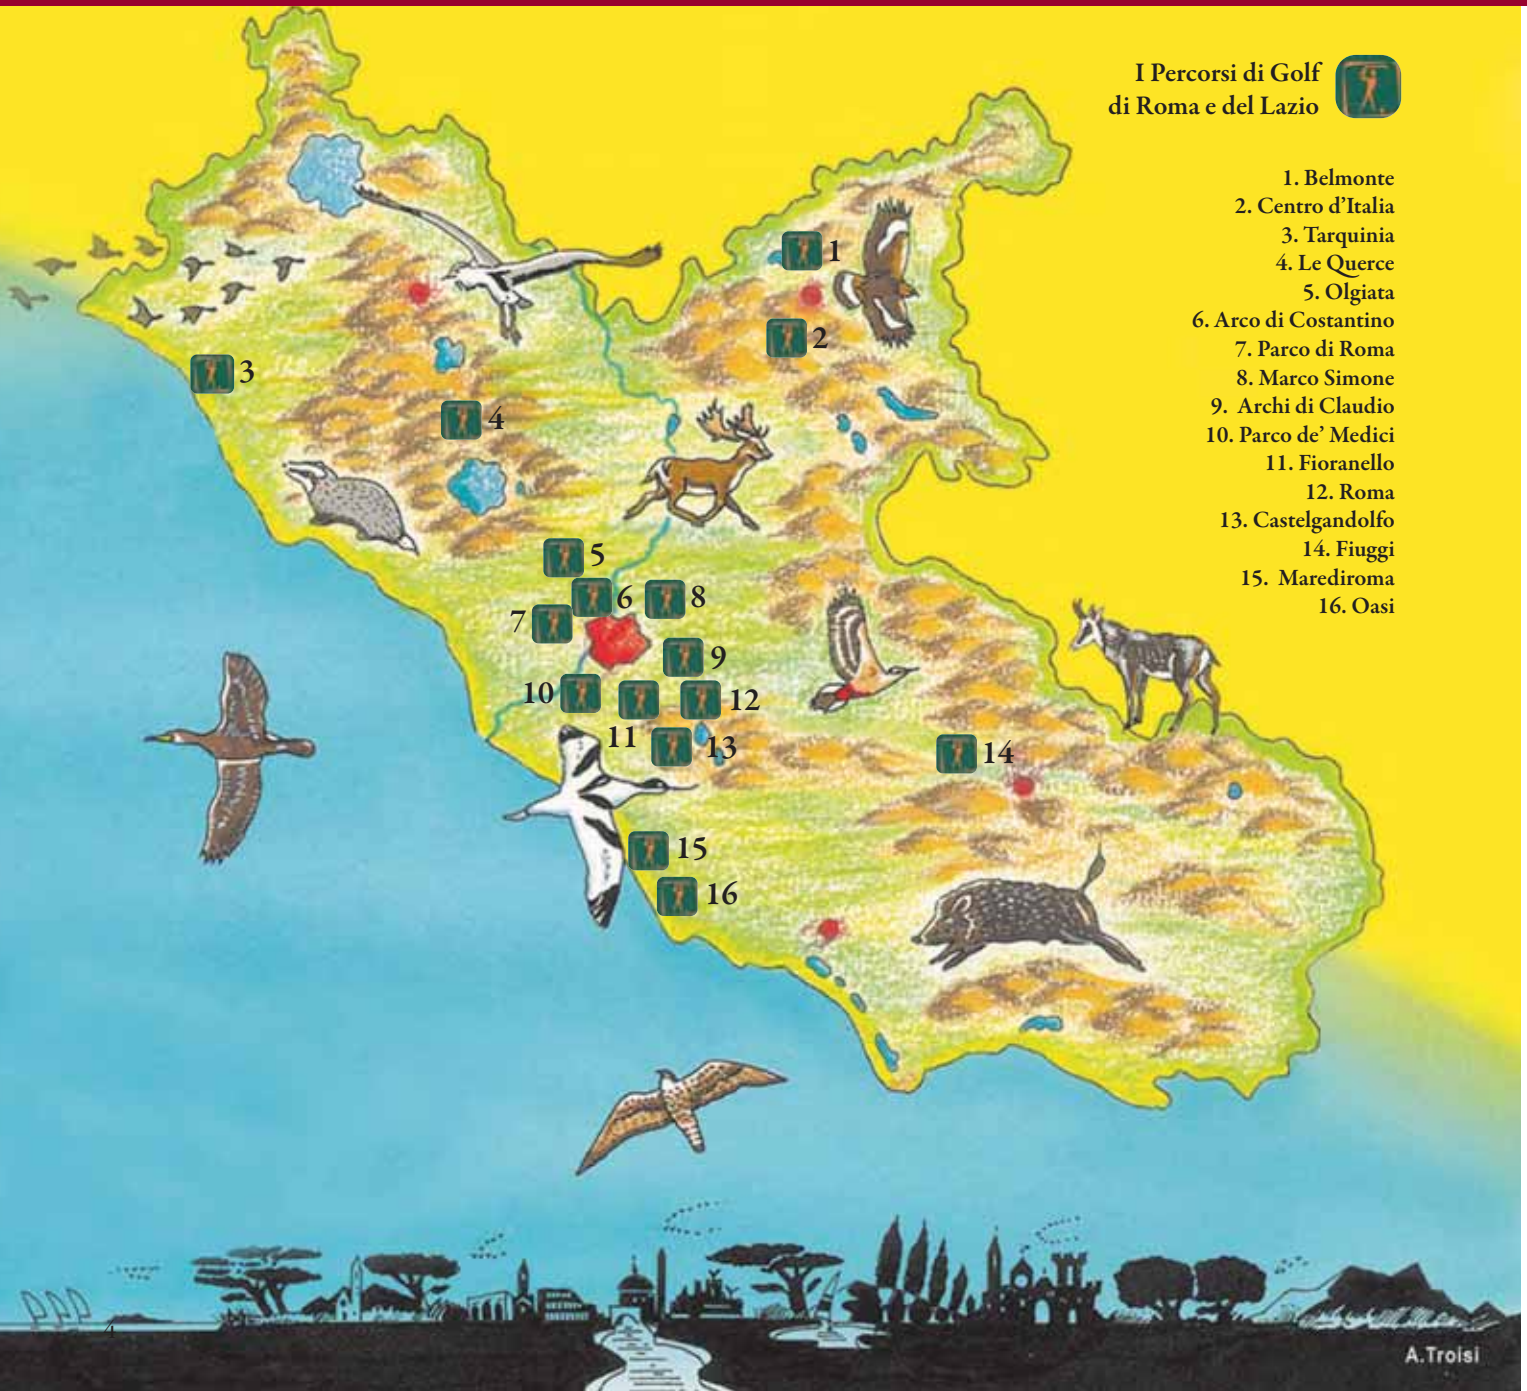 I Percorsi di Golf
di Roma e del Lazio
1. Belmonte
2. Centro d'Italia
3. Tarquinia
4. Le Querce
5. Olgiata
6. Arco di Costantino
7. Parco di Roma
8. Marco Simone
9. Archi di Claudio
10. Parco de' Medici
11. Fioranello
12. Roma
13. Castelgandolfo
14. Fiuggi
15. Marediroma
16. Oasi
1
2
3
4
5
6
8
7
9
10
12
11
13
14
15
16
4
A.Troisi